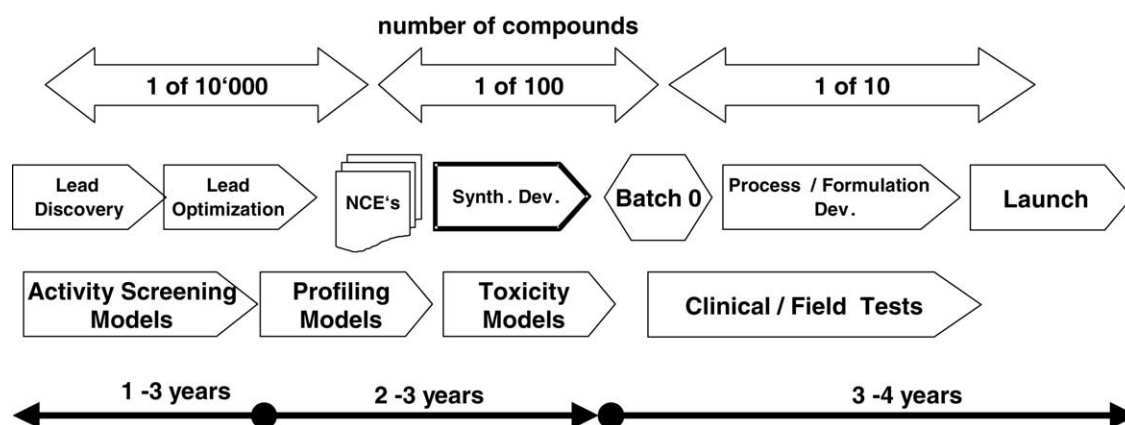 number of compounds
1 of 10‘000
1 of 100
1 of 10
Lead
Discovery
Lead
Optimization
NCE‘s
Synth . Dev.
Batch 0
Process / Formulation
Dev.
Launch
Activity Screening
Models
Profiling
Models
Toxicity
Models
Clinical / Field Tests
1 -3 years
2 -3 years
3 -4 years